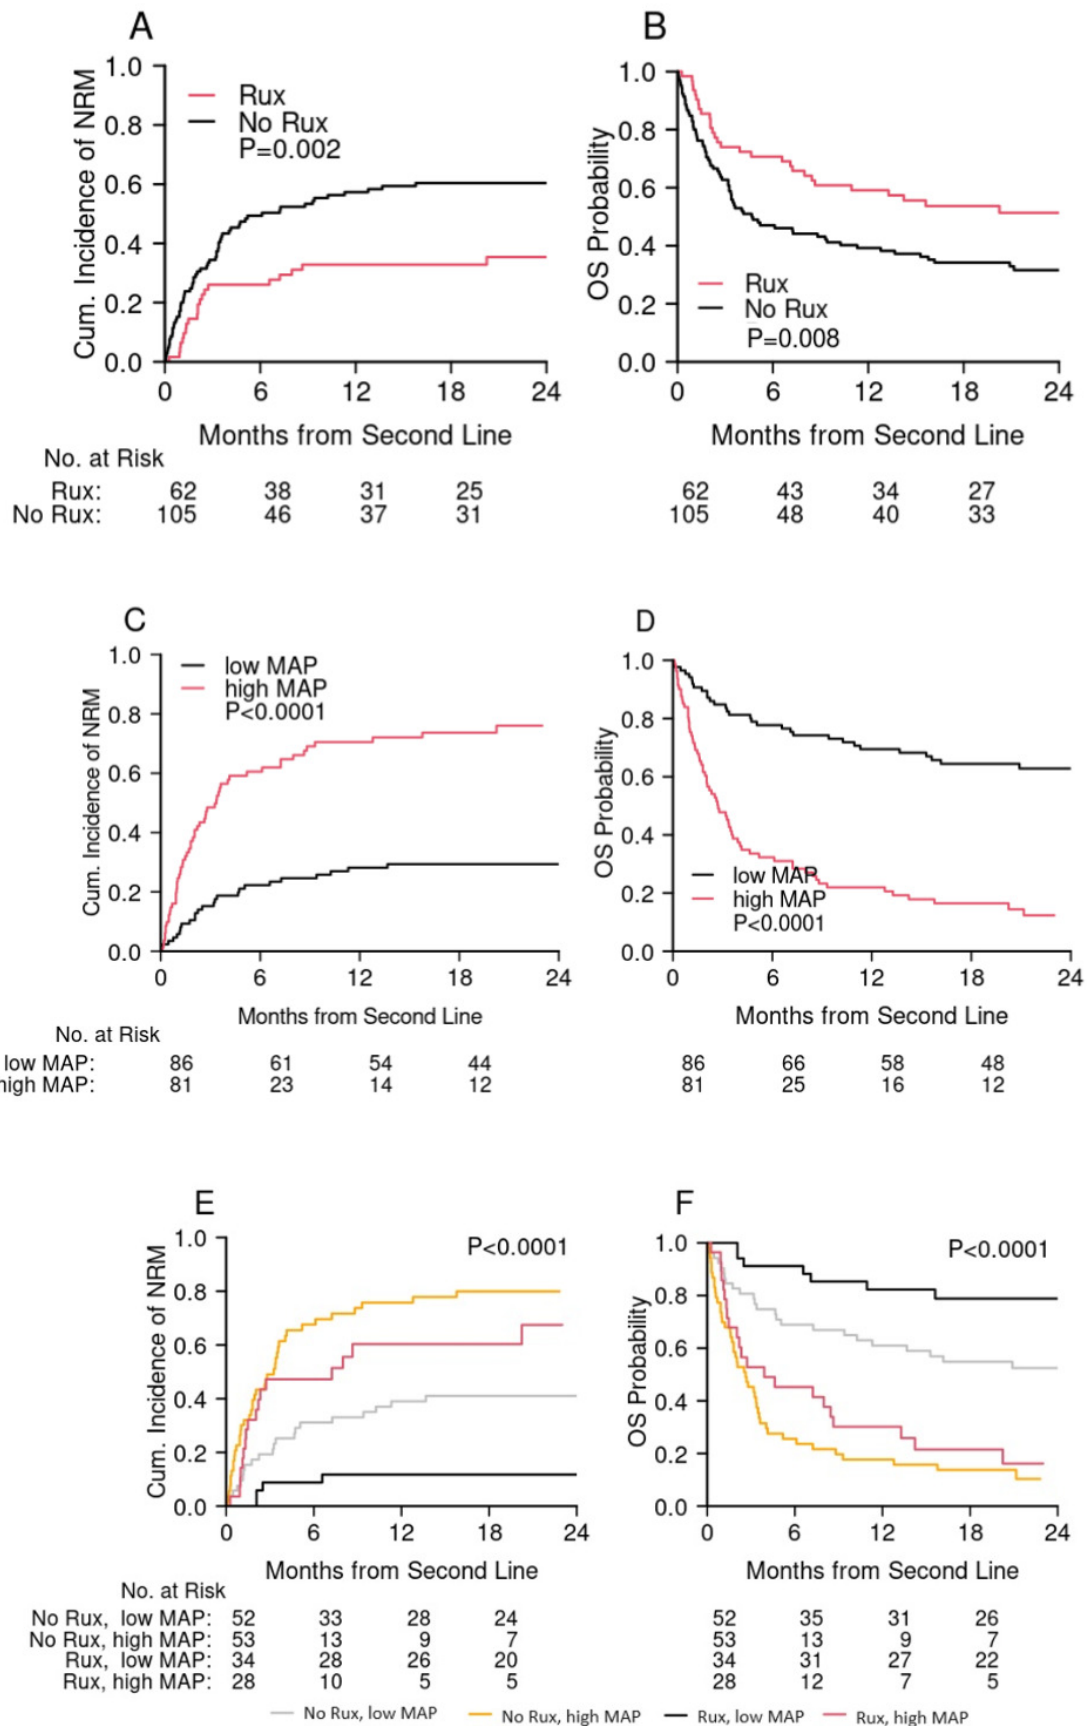 A
Cum. Incidence of NRM
1.0
0.8
0.6
0.4
0.2
0.0
Rux
No Rux
P=0.002
0 6 12 18 24
Months from Second Line
No. at Risk
Rux: 62 38 31 25
No Rux: 105 46 37 31
B
OS Probability
1.0
0.8
0.6
0.4
0.2
0.0
Rux
No Rux
P=0.008
0 6 12 18 24
Months from Second Line
62 43 34 27
105 48 40 33
C
Cum. Incidence of NRM
1.0
0.8
0.6
0.4
0.2
0.0
low MAP
high MAP
P<0.0001
0 6 12 18 24
Months from Second Line
No. at Risk
low MAP: 86 61 54 44
high MAP: 81 23 14 12
D
OS Probability
1.0
0.8
0.6
0.4
0.2
0.0
low MAP
high MAP
P<0.0001
0 6 12 18 24
Months from Second Line
86 66 58 48
81 25 16 12
E
Cum. Incidence of NRM
1.0
0.8
0.6
0.4
0.2
0.0
P<0.0001
0 6 12 18 24
Months from Second Line
No. at Risk
No Rux, low MAP: 52 33 28 24
No Rux, high MAP: 53 13 9 7
Rux, low MAP: 34 28 26 20
Rux, high MAP: 28 10 5 5
F
OS Probability
1.0
0.8
0.6
0.4
0.2
0.0
P<0.0001
0 6 12 18 24
Months from Second Line
52 35 31 26
53 13 9 7
34 31 27 22
28 12 7 5
No Rux, low MAP No Rux, high MAP Rux, low MAP Rux, high MAP